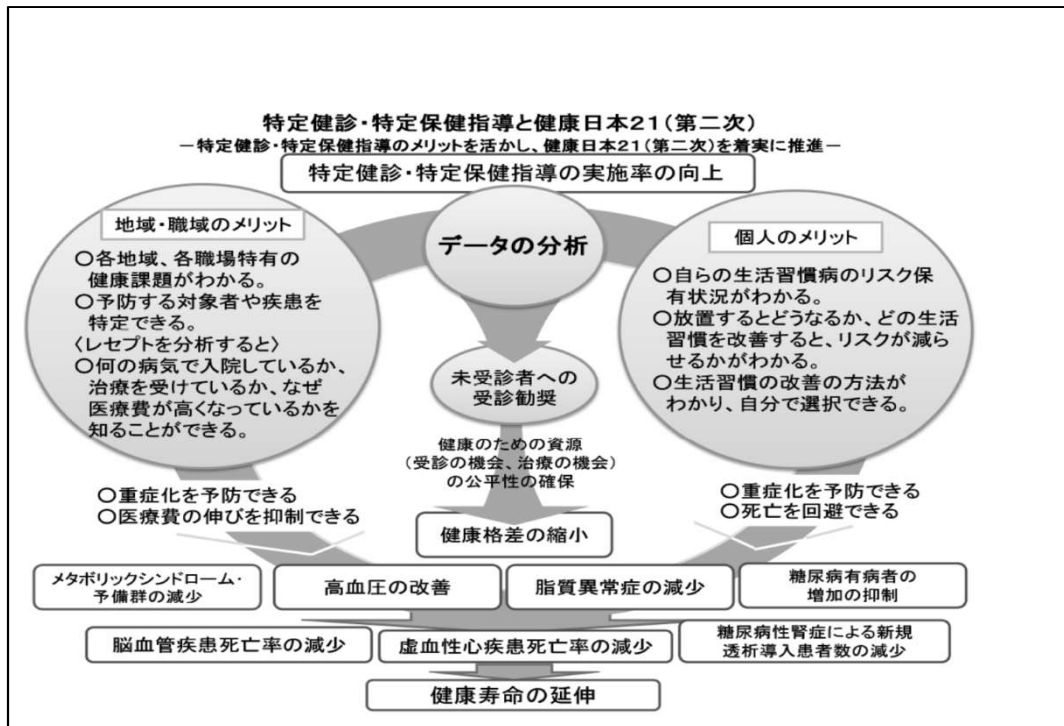 特定健診・特定保健指導と健康日本21(第二次)
－特定健診・特定保健指導のメリットを活かし、健康日本21(第二次)を着実に推進－
特定健診・特定保健指導の実施率の向上
地域・職域のメリット
○各地域、各職場特有の
健康課題がわかる。
○予防する対象者や疾患を
特定できる。
〈レセプトを分析すると〉
○何の病気で入院しているか、
治療を受けているか、なぜ
医療費が高くなっているかを
知ることができる。
データの分析
個人のメリット
○自らの生活習慣病のリスク保
有状況がわかる。
○放置するとどうなるか、どの生活
習慣を改善すると、リスクが減ら
せるかがわかる。
○生活習慣の改善の方法が
わかり、自分で選択できる。
未受診者への
受診勧奨
健康のための資源
(受診の機会、治療の機会)
の公平性の確保
○重症化を予防できる
○医療費の伸びを抑制できる
○重症化を予防できる
○死亡を回避できる
健康格差の縮小
メタボリックシンドローム・
予備群の減少
高血圧の改善
脂質異常症の減少
糖尿病有病者の
増加の抑制
脳血管疾患死亡率の減少
虚血性心疾患死亡率の減少
糖尿病性腎症による新規
透析導入患者数の減少
健康寿命の延伸